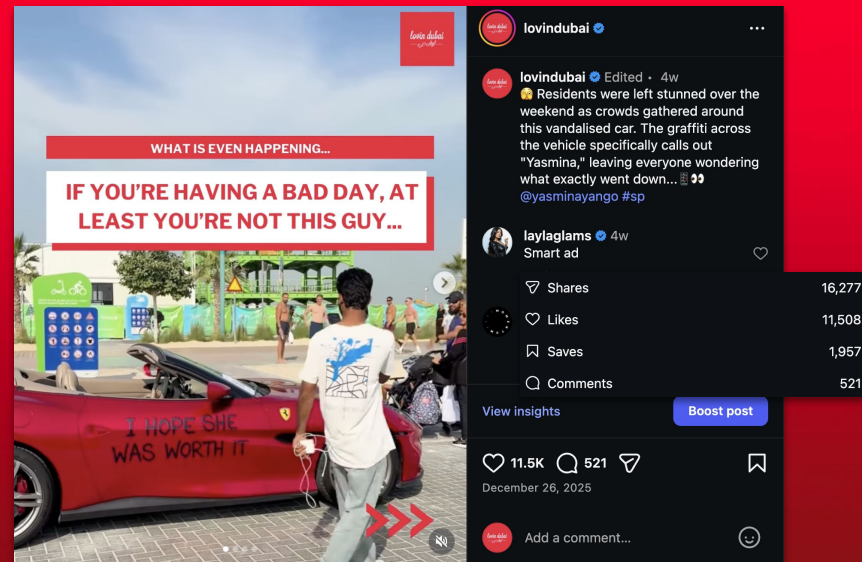 lovin dubai
WHAT IS EVEN HAPPENING...
IF YOU'RE HAVING A BAD DAY, AT
LEAST YOU'RE NOT THIS GUY...
I HOPE SHE
WAS WORTH IT
lovindubai
lovindubai Edited • 4w
Residents were left stunned over the
weekend as crowds gathered around
this vandalised car. The graffiti across
the vehicle specifically calls out
"Yasmina," leaving everyone wondering
what exactly went down...
@yasminayango #sp
laylaglams 4w
Smart ad
Shares 16,277
Likes 11,508
Saves 1,957
Comments 521
View insights
Boost post
11.5K 521
December 26, 2025
Add a comment...